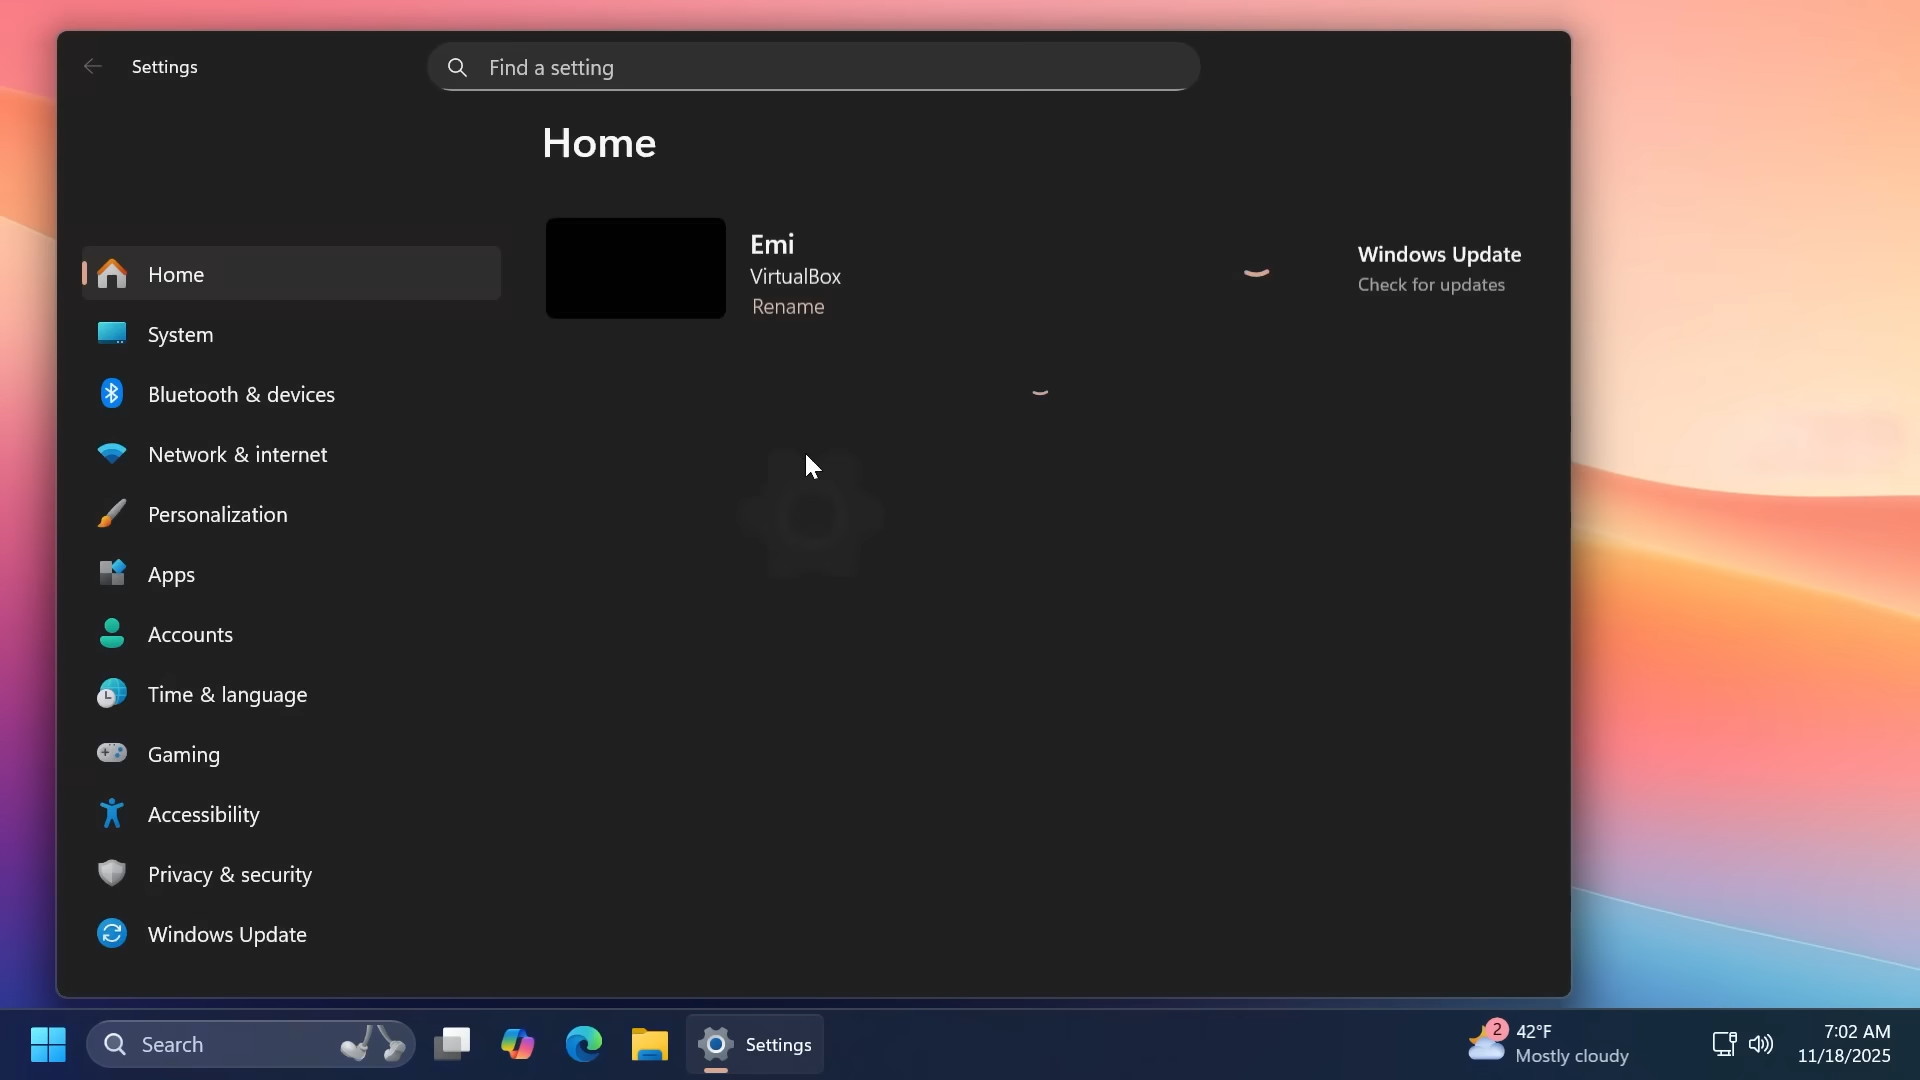 Settings
Find a setting
Home
Emi
VirtualBox
Rename
Windows Update
Check for updates
Home
System
Bluetooth & devices
Network & internet
Personalization
Apps
Accounts
Time & language
Gaming
Accessibility
Privacy & security
Windows Update
Search
Settings
2
42°F
Mostly cloudy
7:02 AM
11/18/2025